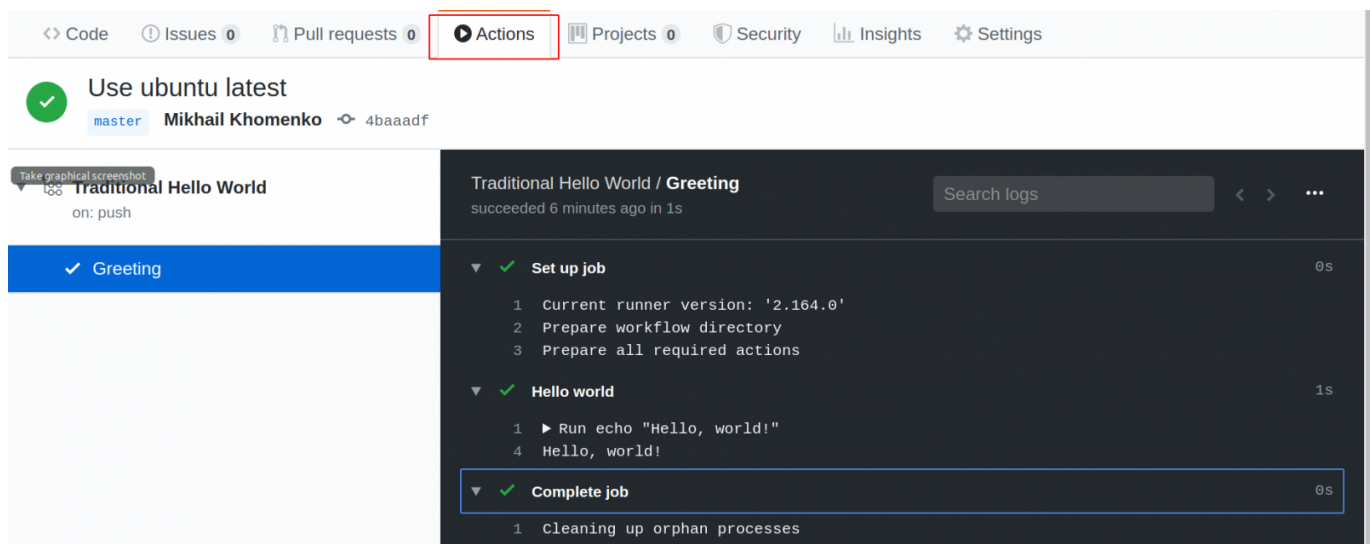 Code Issues 0 Pull requests 0 Actions Projects 0 Security Insights Settings
Use ubuntu latest
master Mikhail Khomenko 4baaadf
Take graphical screenshot
Traditional Hello World
on: push
Greeting
Traditional Hello World / Greeting
succeeded 6 minutes ago in 1s
Search logs
Set up job 0s
1 Current runner version: '2.164.0'
2 Prepare workflow directory
3 Prepare all required actions
Hello world 1s
1 Run echo "Hello, world!"
4 Hello, world!
Complete job 0s
1 Cleaning up orphan processes